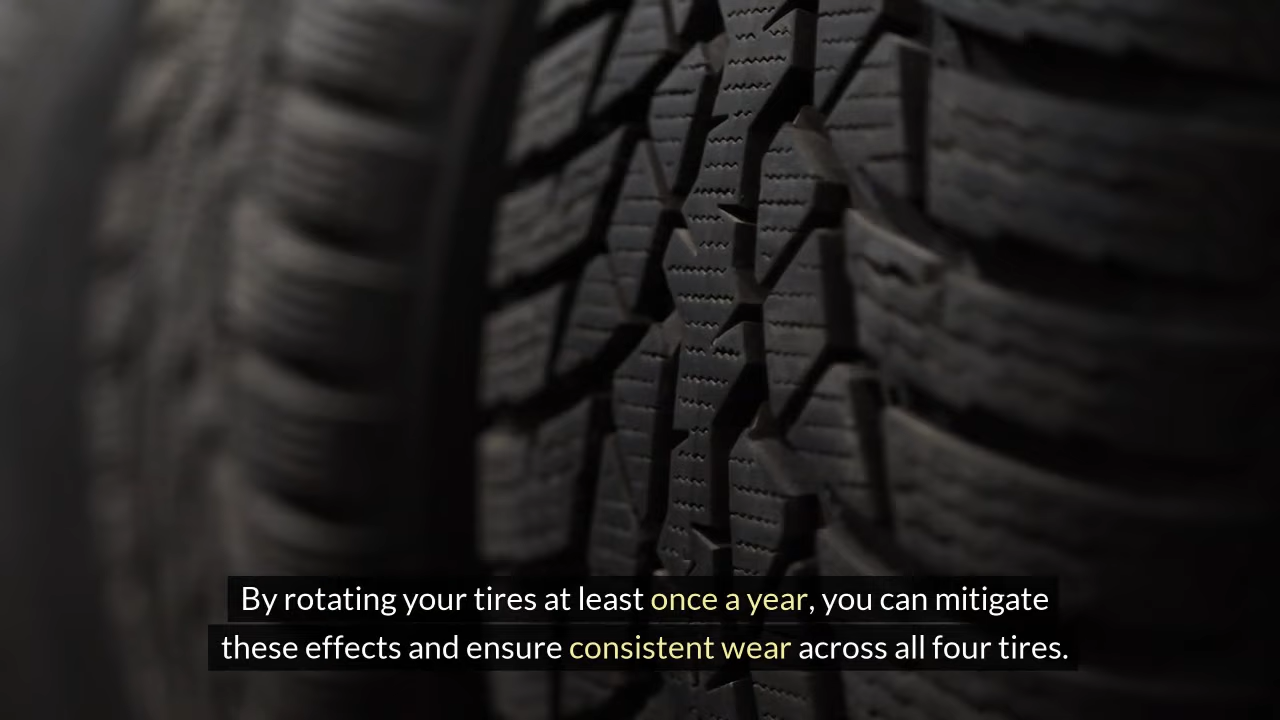 By rotating your tires at least once a year, you can mitigate
these effects and ensure consistent wear across all four tires.